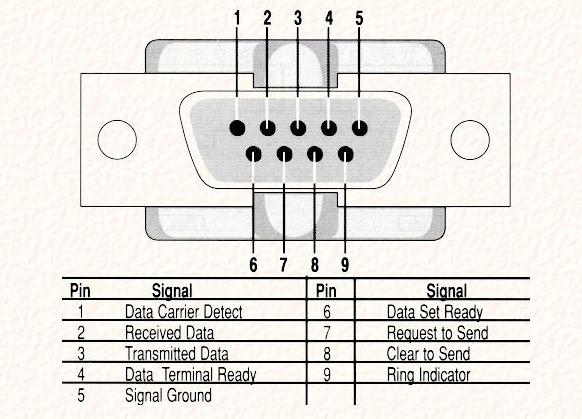 1 2 3 4 5
6 7 8 9
Pin Signal Pin Signal
1 Data Carrier Detect 6 Data Set Ready
2 Received Data 7 Request to Send
3 Transmitted Data 8 Clear to Send
4 Data Terminal Ready 9 Ring Indicator
5 Signal Ground